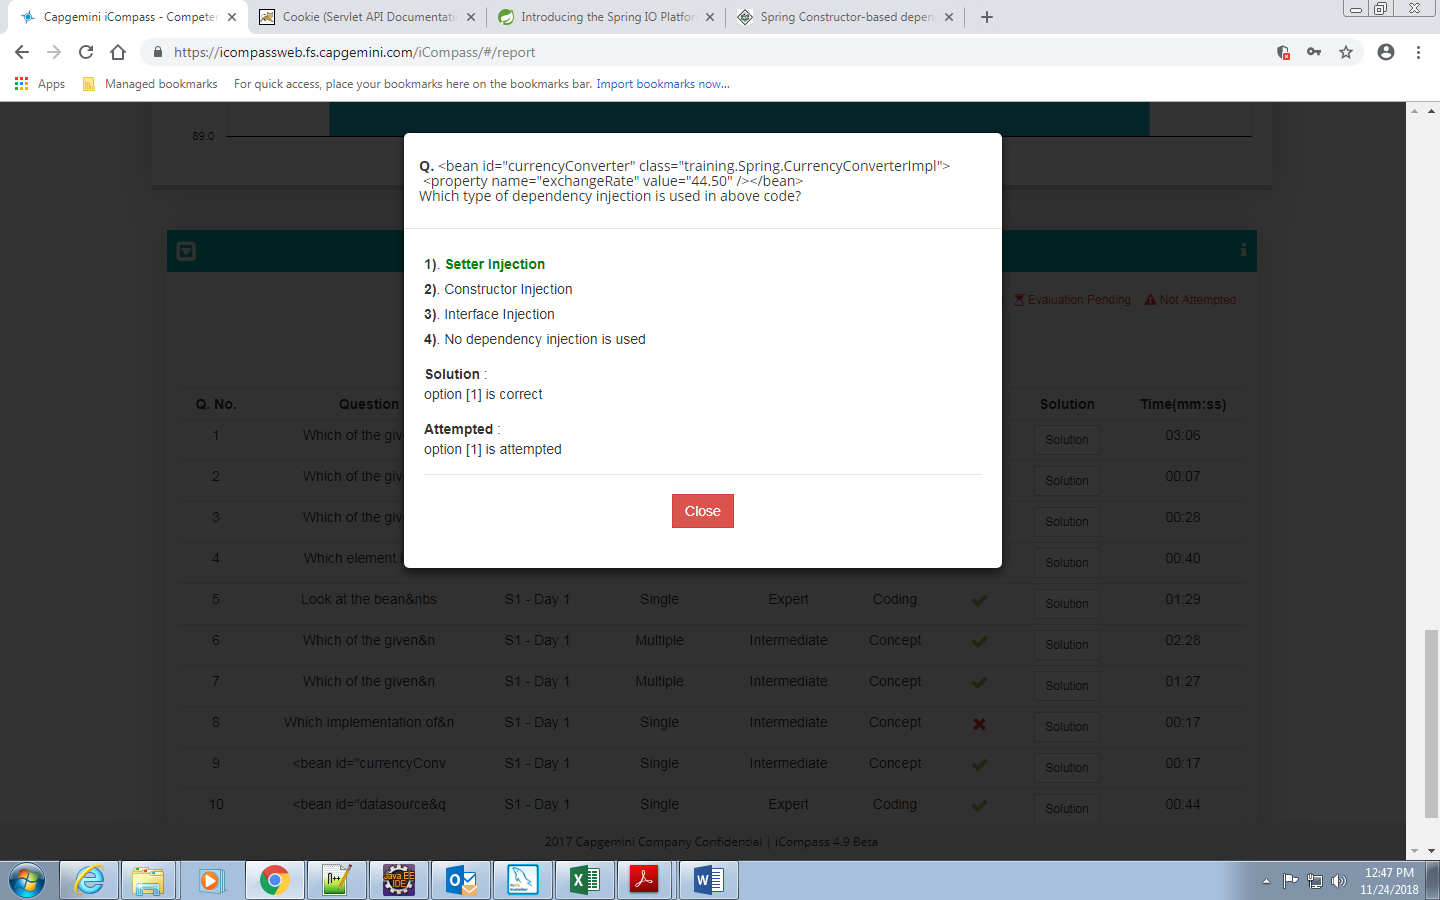 Capgemini iCompass - Competen
Cookie (Servlet API Documentatio
Introducing the Spring IO Platfor
Spring Constructor-based depen
https://icompassweb.fs.capgemini.com/iCompass/#/report
Apps
Managed bookmarks
For quick access, place your bookmarks here on the bookmarks bar. Import bookmarks now...
89.0
Q. <bean id="currencyConverter" class="training.Spring.CurrencyConverterImpl">
<property name="exchangeRate" value="44.50" /></bean>
Which type of dependency injection is used in above code?
1). Setter Injection
2). Constructor Injection
3). Interface Injection
4). No dependency injection is used
Solution :
option [1] is correct
Attempted :
option [1] is attempted
Close
Evaluation Pending Not Attempted
Q. No. Question Solution Time(mm:ss)
1 Which of the giv Solution 03:06
2 Which of the giv Solution 00:07
3 Which of the giv Solution 00:28
4 Which element i Solution 00:40
5 Look at the bean&nbs S1 - Day 1 Single Expert Coding Solution 01:29
6 Which of the given&n S1 - Day 1 Multiple Intermediate Concept Solution 02:28
7 Which of the given&n S1 - Day 1 Multiple Intermediate Concept Solution 01:27
8 Which implementation of&n S1 - Day 1 Single Intermediate Concept Solution 00:17
9 <bean id="currencyConv S1 - Day 1 Single Intermediate Concept Solution 00:17
10 <bean id="datasource&q S1 - Day 1 Single Expert Coding Solution 00:44
2017 Capgemini Company Confidential | iCompass 4.9 Beta
12:47 PM
11/24/2018